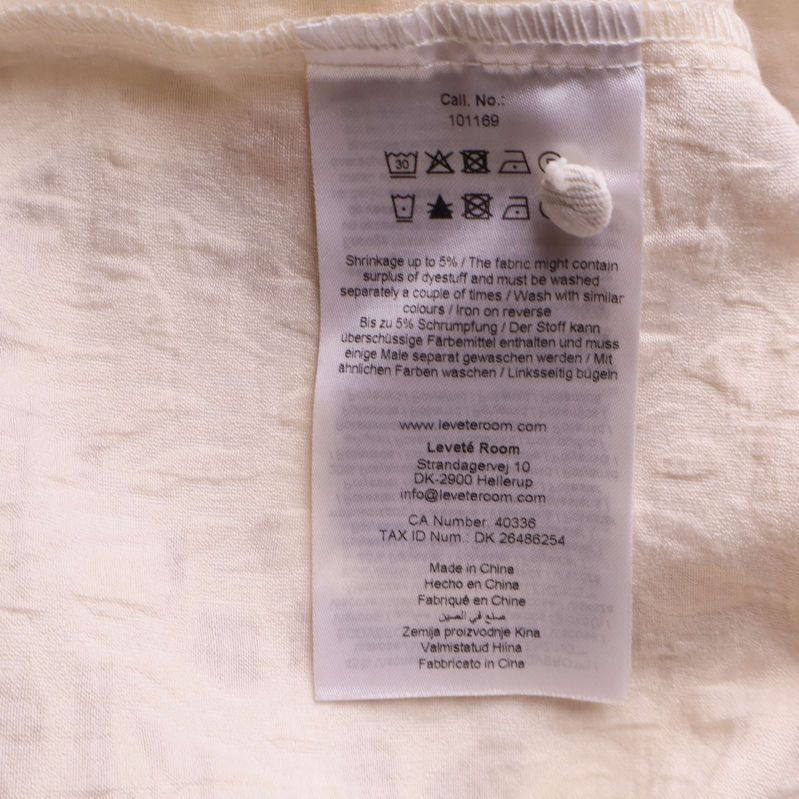 Call. No.:
101169
30
Shrinkage up to 5% / The fabric might contain
surplus of dyestuff and must be washed
separately a couple of times / Wash with similar
colours / Iron on reverse
Bis zu 5% Schrumpfung / Der Stoff kann
überschüssige Färbemittel enthalten und muss
einige Male separat gewaschen werden / Mit
ähnlichen Farben waschen / Linksseitig bügeln
www.leveteroom.com
Leveté Room
Strandagervej 10
DK-2900 Hellerup
info@leveteroom.com
CA Number: 40336
TAX ID Num.: DK 26486254
Made in China
Hecho en China
Fabriqué en Chine
صنع في الصين
Zemlja proizvodnje Kina
Valmistatud Hiina
Fabbricato in Cina